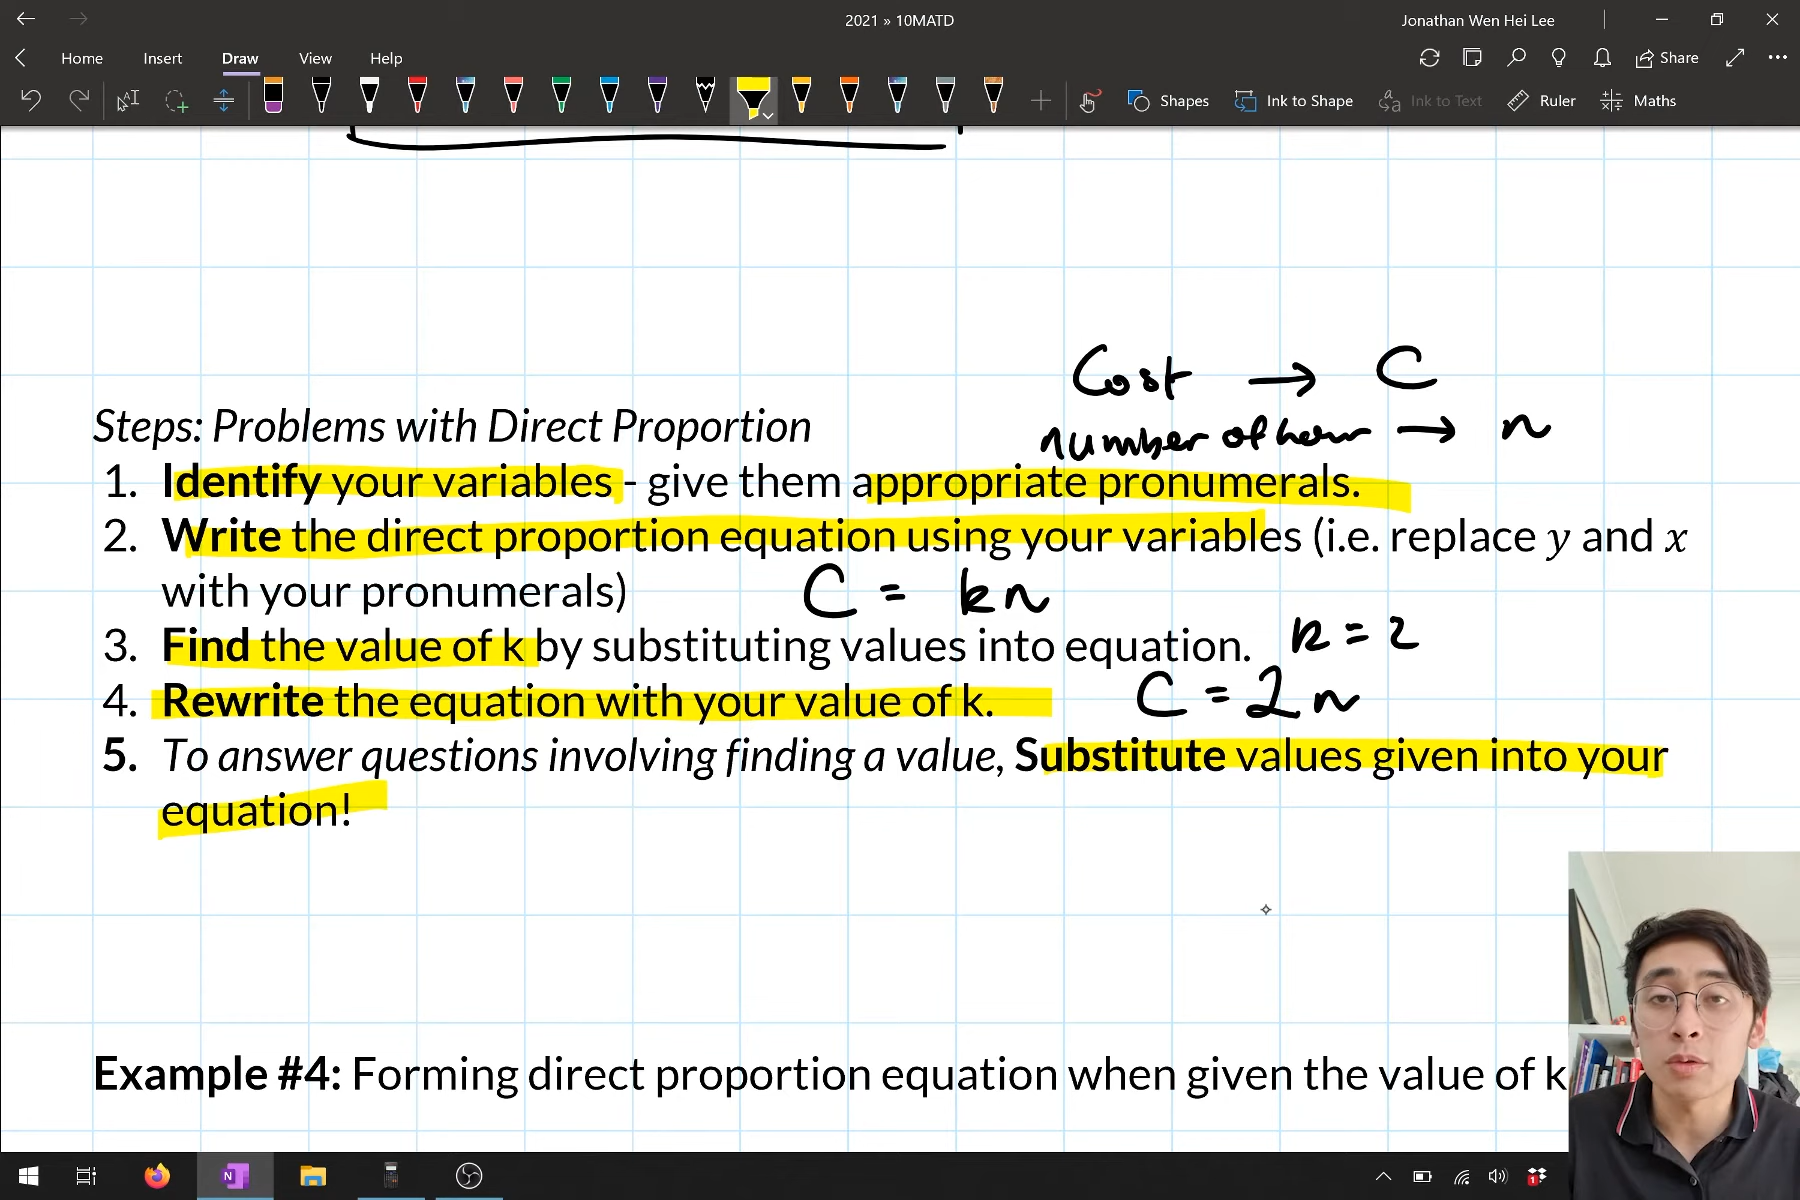 2021 » 10MATD
Jonathan Wen Hei Lee
Home Insert Draw View Help
Share
Shapes Ink to Shape Ink to Text Ruler Maths
Cost → C
number of hour → n
Steps: Problems with Direct Proportion
1. Identify your variables - give them appropriate pronumerals.
2. Write the direct proportion equation using your variables (i.e. replace y and x
with your pronumerals) C = kn
3. Find the value of k by substituting values into equation. k = 2
4. Rewrite the equation with your value of k. C = 2n
5. To answer questions involving finding a value, Substitute values given into your
equation!
Example #4: Forming direct proportion equation when given the value of k